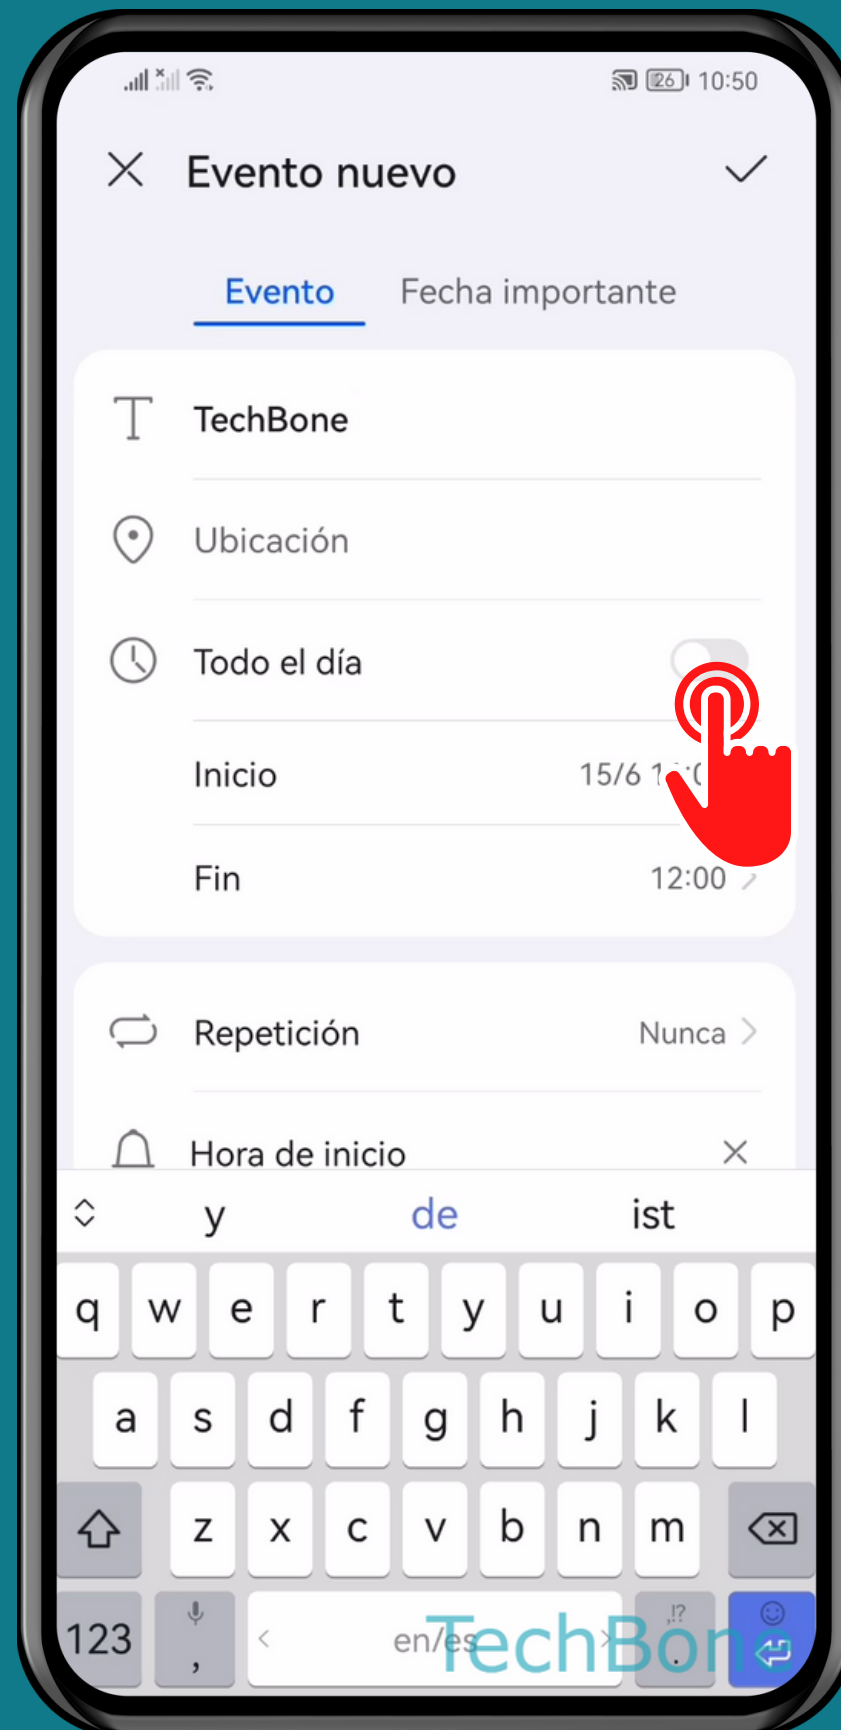 26 10:50
Evento nuevo
Evento Fecha importante
TechBone
Ubicación
Todo el día
Inicio 15/6
Fin 12:00
Repetición Nunca
Hora de inicio
y de ist
q w e r t y u i o p
a s d f g h j k l
z x c v b n m
123 , en/es ,!? .
TechBone